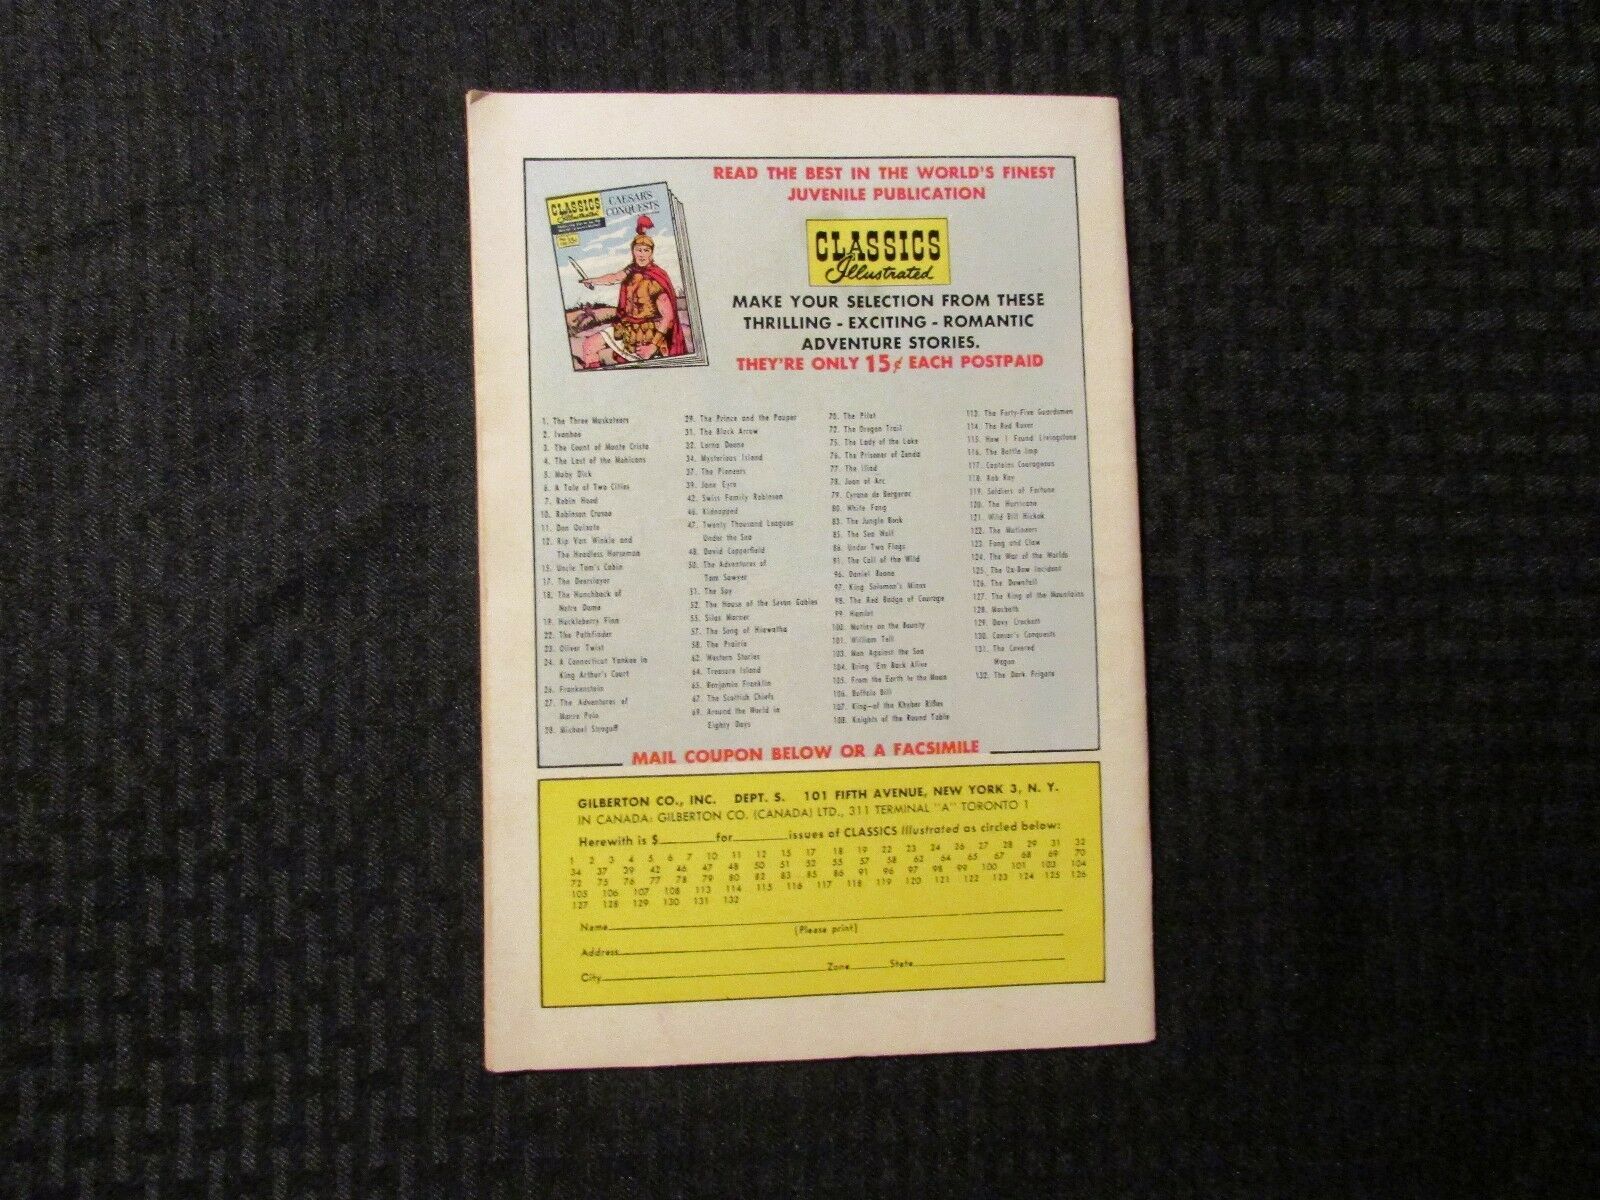 READ THE BEST IN THE WORLD'S FINEST
JUVENILE PUBLICATION
CLASSICS
Illustrated
CAESAR'S
CONQUESTS
CLASSICS
Illustrated
15¢
MAKE YOUR SELECTION FROM THESE
THRILLING - EXCITING - ROMANTIC
ADVENTURE STORIES.
THEY'RE ONLY 15¢ EACH POSTPAID
1. The Three Musketeers
2. Ivanhoe
3. The Count of Monte Cristo
4. The Last of the Mohicans
5. Moby Dick
6. A Tale of Two Cities
7. Robin Hood
10. Robinson Crusoe
11. Don Quixote
12. Rip Van Winkle and
The Headless Horseman
15. Uncle Tom's Cabin
17. The Deerslayer
18. The Hunchback of
Notre Dame
19. Huckleberry Finn
22. The Pathfinder
23. Oliver Twist
24. A Connecticut Yankee in
King Arthur's Court
26. Frankenstein
27. The Adventures of
Marco Polo
28. Michael Strogoff
29. The Prince and the Pauper
31. The Black Arrow
32. Lorna Doone
34. Mysterious Island
37. The Pioneers
39. Jane Eyre
42. Swiss Family Robinson
46. Kidnapped
47. Twenty Thousand Leagues
Under the Sea
48. David Copperfield
50. The Adventures of
Tom Sawyer
51. The Spy
52. The House of the Seven Gables
55. Silas Marner
57. The Song of Hiawatha
58. The Prairie
62. Western Stories
64. Treasure Island
65. Benjamin Franklin
67. The Scottish Chiefs
69. Around the World in
Eighty Days
70. The Pilot
72. The Oregon Trail
75. The Lady of the Lake
76. The Prisoner of Zenda
77. The Iliad
78. Joan of Arc
79. Cyrano de Bergerac
80. White Fang
83. The Jungle Book
85. The Sea Wolf
86. Under Two Flags
91. The Call of the Wild
96. Daniel Boone
97. King Solomon's Mines
98. The Red Badge of Courage
99. Hamlet
100. Mutiny on the Bounty
101. William Tell
103. Men Against the Sea
104. Bring 'Em Back Alive
105. From the Earth to the Moon
106. Buffalo Bill
107. King—of the Khyber Rifles
108. Knights of the Round Table
113. The Forty-Five Guardsmen
114. The Red Rover
115. How I Found Livingstone
116. The Bottle Imp
117. Captains Courageous
118. Rob Roy
119. Soldiers of Fortune
120. The Hurricane
121. Wild Bill Hickok
122. The Mutineers
123. Fang and Claw
124. The War of the Worlds
125. The Ox-Bow Incident
126. The Downfall
127. The King of the Mountains
128. Macbeth
129. Davy Crockett
130. Caesar's Conquests
131. The Covered
Wagon
132. The Dark Frigate
MAIL COUPON BELOW OR A FACSIMILE
GILBERTON CO., INC. DEPT. S. 101 FIFTH AVENUE, NEW YORK 3, N. Y.
IN CANADA: GILBERTON CO. (CANADA) LTD., 311 TERMINAL "A" TORONTO 1
Herewith is $ for issues of CLASSICS Illustrated as circled below:
1 2 3 4 5 6 7 10 11 12 15 17 18 19 22 23 24 26 27 28 29 31 32
34 37 39 42 46 47 48 50 51 52 55 57 58 62 64 65 67 68 69 70
72 75 76 77 78 79 80 83 85 86 91 96 97 98 99 100 101 103 104
105 106 107 108 113 114 115 116 117 118 119 120 121 122 123 124 125 126
127 128 129 130 131 132
Name
(Please print)
Address
City Zone State